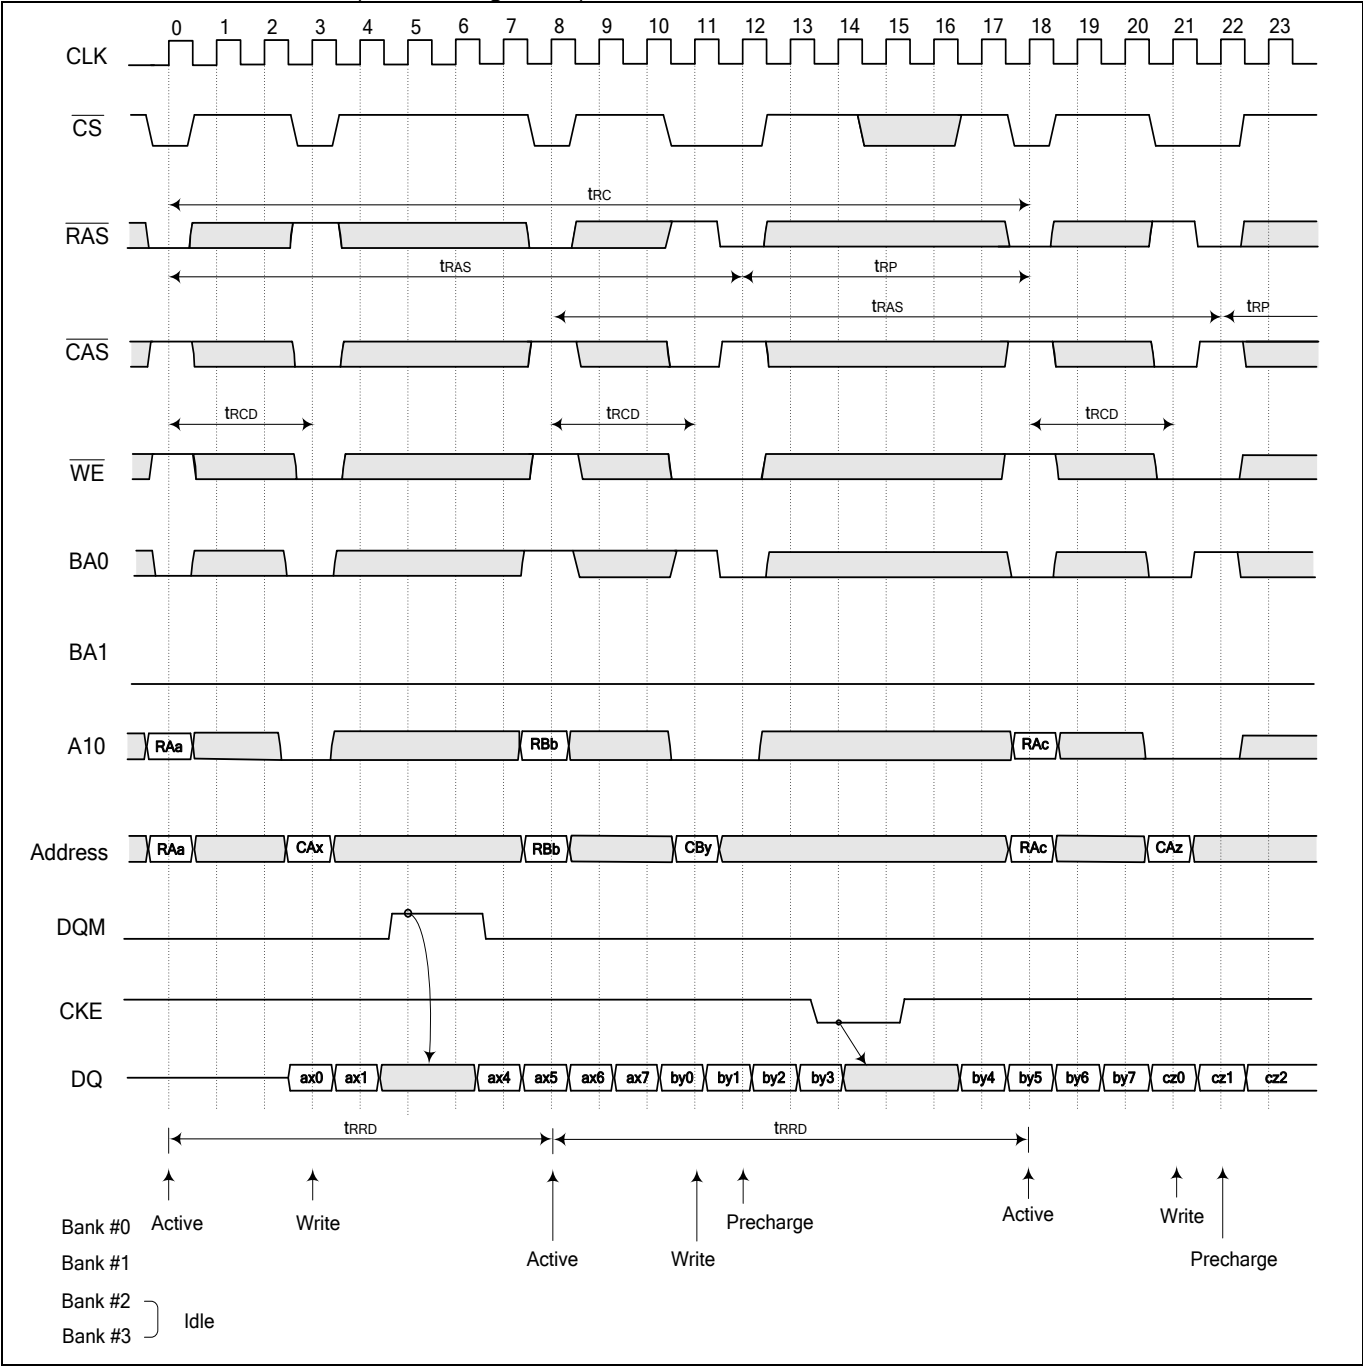 0 1 2 3 4 5 6 7 8 9 10 11 12 13 14 15 16 17 18 19 20 21 22 23
CLK
CS
tRC
RAS
tRAS tRP
tRAS tRP
CAS
tRCD tRCD tRCD
WE
BA0
BA1
A10 RAa RBb RAc
Address RAa CAx RBb CBy RAc CAz
DQM
CKE
DQ ax0 ax1 ax4 ax5 ax6 ax7 by0 by1 by2 by3 by4 by5 by6 by7 cz0 cz1 cz2
tRRD tRRD
Bank #0 Active Write Precharge Active Write
Bank #1 Active Write Precharge
Bank #2
Idle
Bank #3